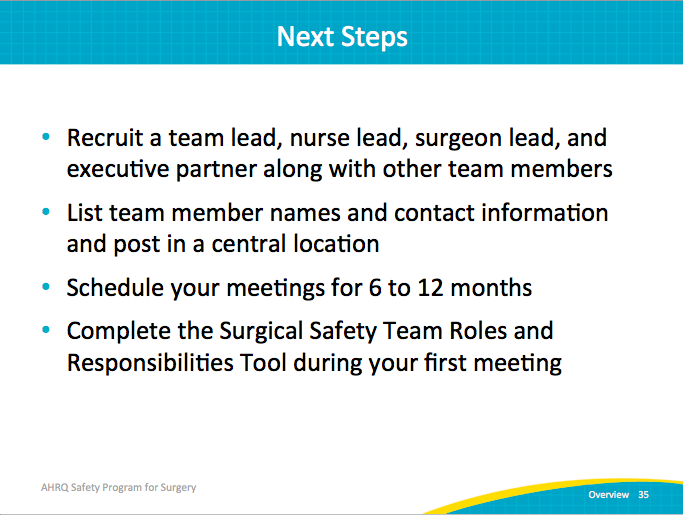 Next Steps
• Recruit a team lead, nurse lead, surgeon lead, and
executive partner along with other team members
• List team member names and contact information
and post in a central location
• Schedule your meetings for 6 to 12 months
• Complete the Surgical Safety Team Roles and
Responsibilities Tool during your first meeting
AHRQ Safety Program for Surgery
Overview 35